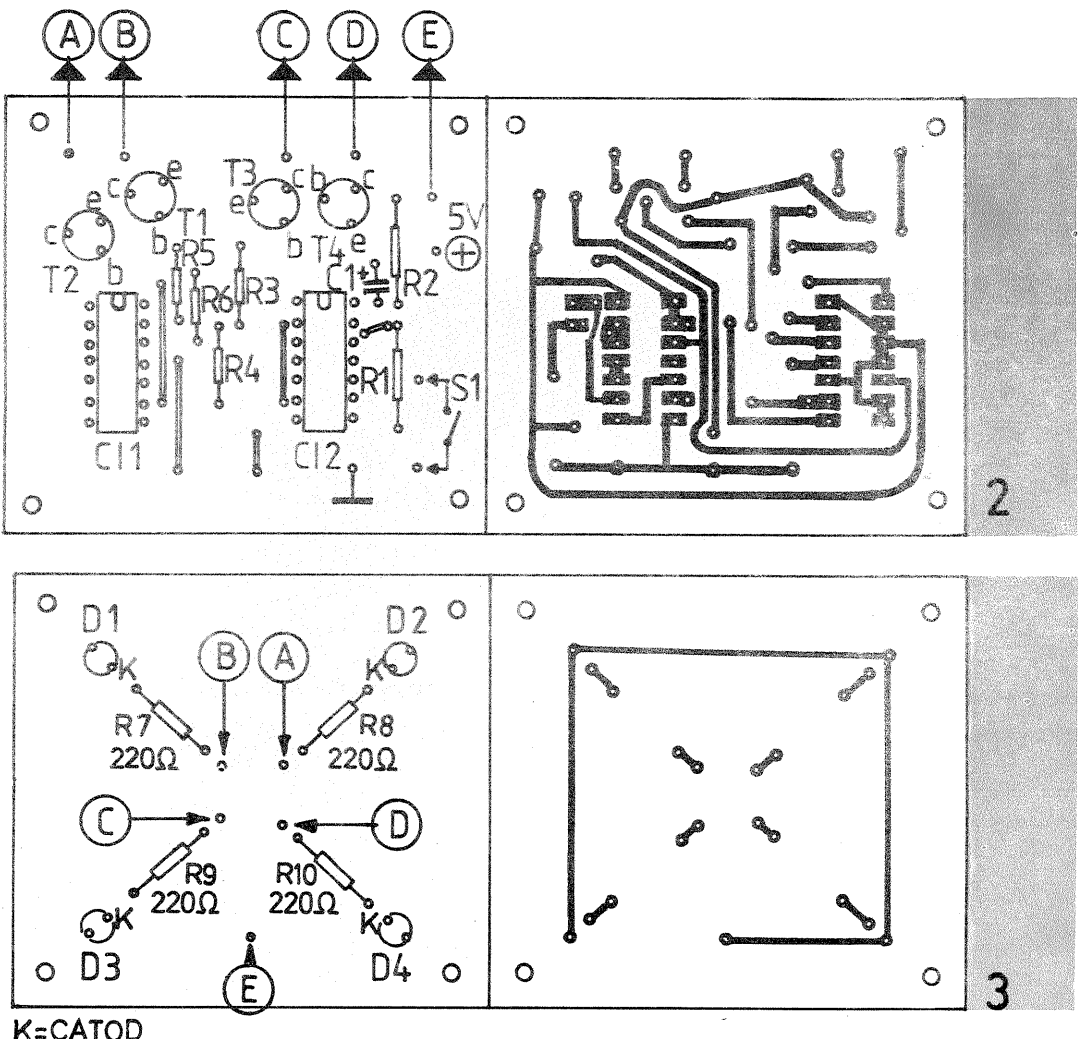 A B C D E
e T3
c c b c
e e 5V
c T1 b b T4 e +
T2 b R5 C1+ R2
R6 R3
R4 R1 S1
CI1 CI2
2
D1 D2
B A
K K
R7 R8
220Ω 220Ω
C D
R9 R10
220Ω 220Ω
K K
D3 D4
E
3
K=CATOD